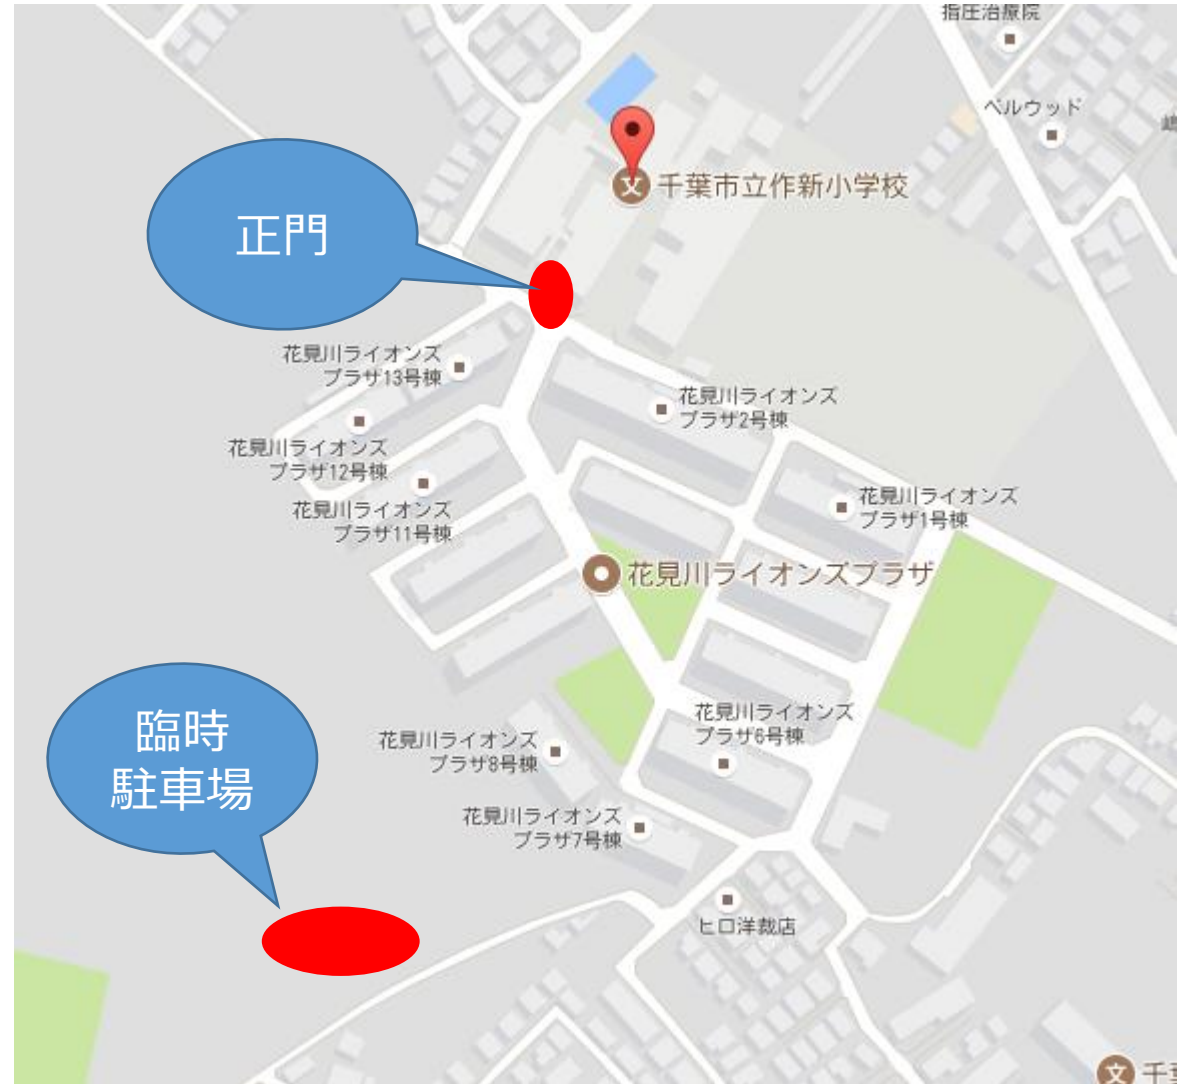 指圧治療院
ベルウッド
千葉市立作新小学校
正門
花見川ライオンズ
プラザ13号棟
花見川ライオンズ
プラザ2号棟
花見川ライオンズ
プラザ12号棟
花見川ライオンズ
プラザ11号棟
花見川ライオンズ
プラザ1号棟
花見川ライオンズプラザ
臨時
駐車場
花見川ライオンズ
プラザ6号棟
花見川ライオンズ
プラザ8号棟
花見川ライオンズ
プラザ7号棟
ヒロ洋裁店
文
文 千